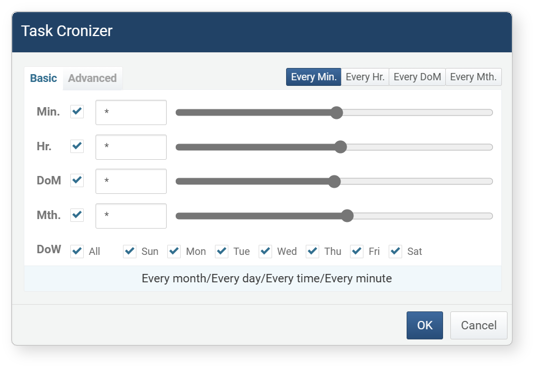 Task Cronizer
Basic Advanced Every Min. Every Hr. Every DoM Every Mth.
Min. *
Hr. *
DoM *
Mth. *
DoW All Sun Mon Tue Wed Thu Fri Sat
Every month/Every day/Every time/Every minute
OK Cancel